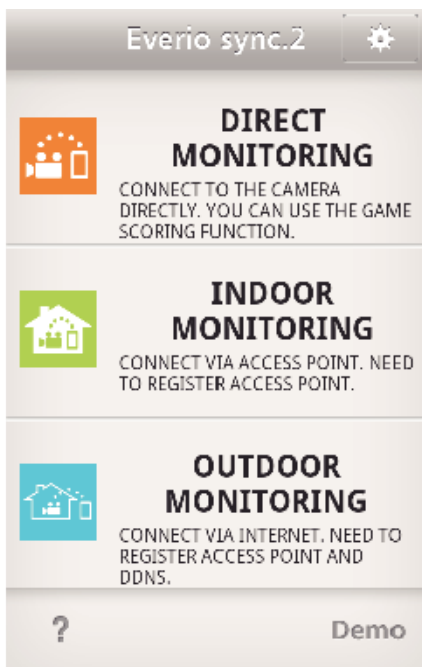 Everio sync.2
DIRECT
MONITORING
CONNECT TO THE CAMERA
DIRECTLY. YOU CAN USE THE GAME
SCORING FUNCTION.
INDOOR
MONITORING
CONNECT VIA ACCESS POINT. NEED
TO REGISTER ACCESS POINT.
OUTDOOR
MONITORING
CONNECT VIA INTERNET. NEED TO
REGISTER ACCESS POINT AND
DDNS.
? Demo